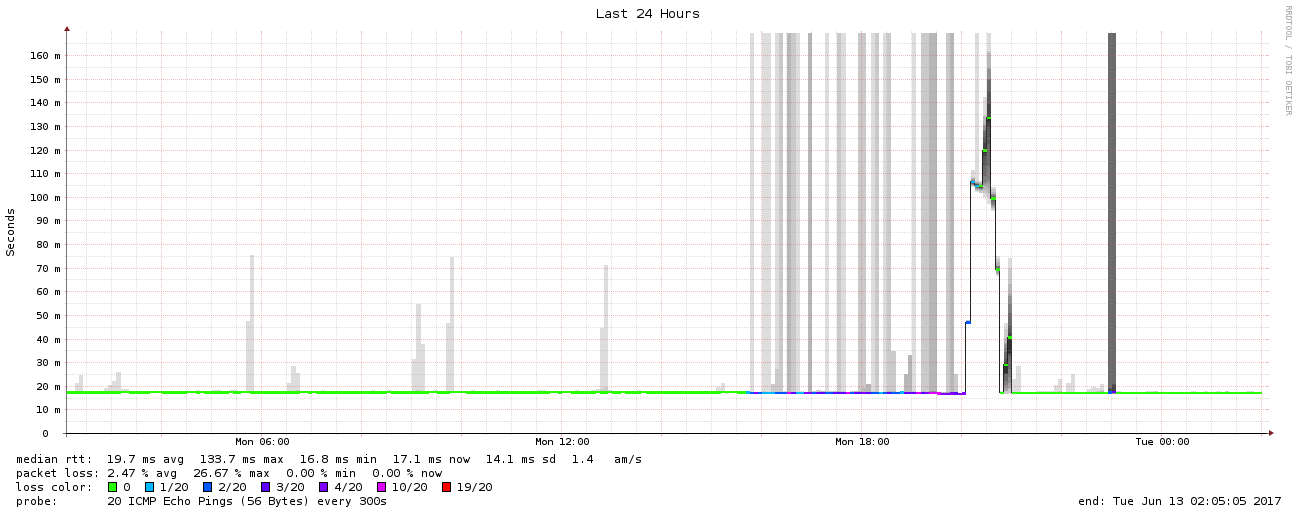 Last 24 Hours
RRDTOOL / TOBI OETIKER
Seconds
160 m
150 m
140 m
130 m
120 m
110 m
100 m
90 m
80 m
70 m
60 m
50 m
40 m
30 m
20 m
10 m
0
Mon 06:00 Mon 12:00 Mon 18:00 Tue 00:00
median rtt: 19.7 ms avg 133.7 ms max 16.8 ms min 17.1 ms now 14.1 ms sd 1.4 am/s
packet loss: 2.47 % avg 26.67 % max 0.00 % min 0.00 % now
loss color: 0 1/20 2/20 3/20 4/20 10/20 19/20
probe: 20 ICMP Echo Pings (56 Bytes) every 300s end: Tue Jun 13 02:05:05 2017